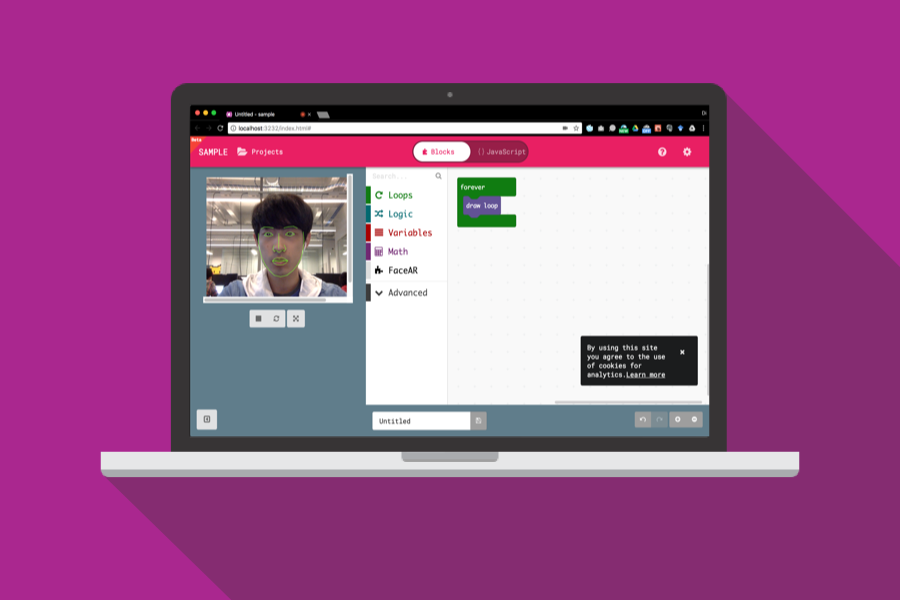 Untitled - sample
localhost:3232/index.html#
Beta
SAMPLE
Projects
Blocks
{} JavaScript
Search...
Loops
Logic
Variables
Math
FaceAR
Advanced
forever
draw loop
By using this site
you agree to the use
of cookies for
analytics.Learn more
Untitled